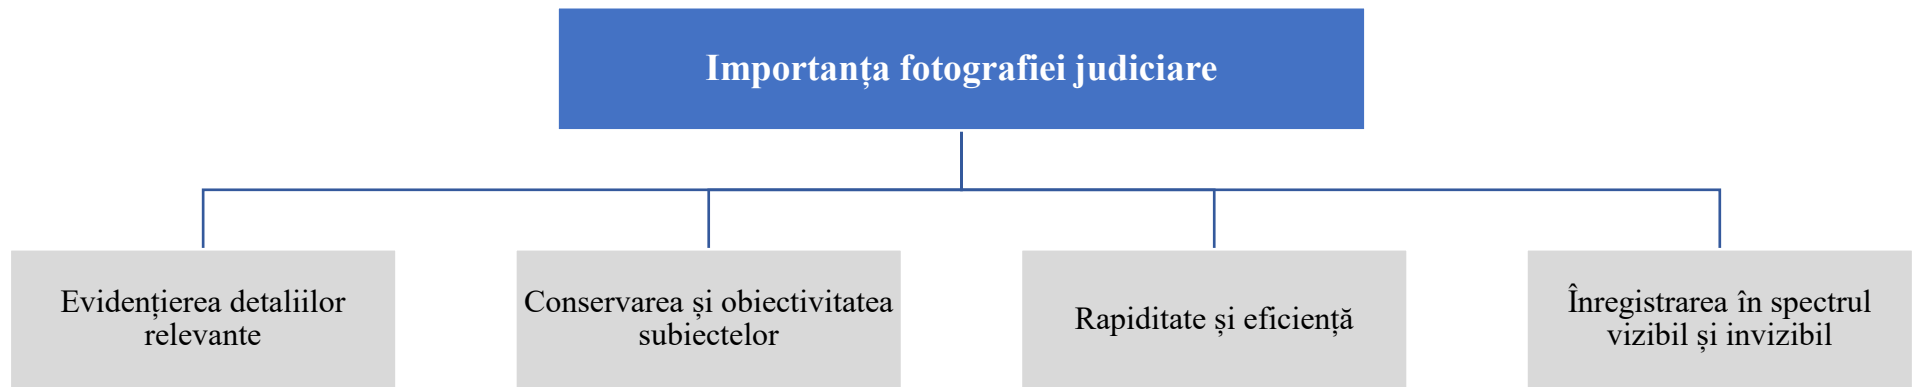 Importanța fotografiei judiciare
Evidențierea detaliilor
relevante
Conservarea și obiectivitatea
subiectelor
Rapiditate și eficiență
Înregistrarea în spectrul
vizibil și invizibil